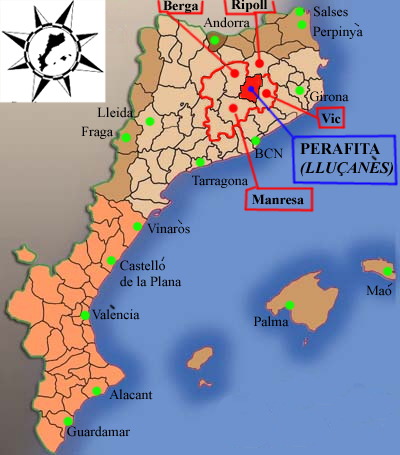 Berga
Ripoll
Salses
Andorra
Perpinyà
Lleida
Girona
Fraga
Vic
BCN
PERAFITA
(LLUÇANÈS)
Tarragona
Manresa
Vinaròs
Castelló
de la Plana
Maó
València
Palma
Alacant
Guardamar